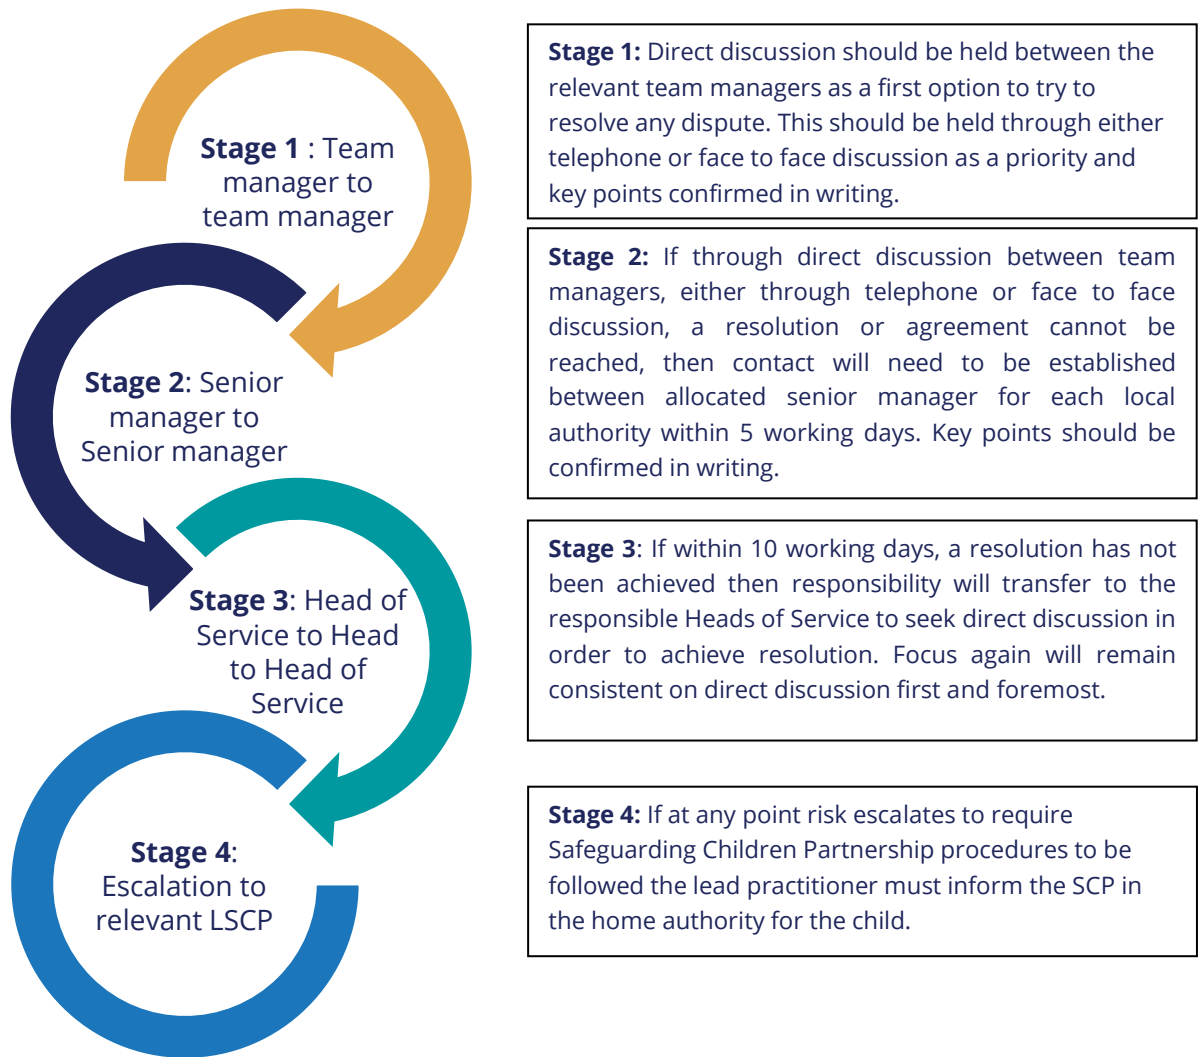 Stage 1 : Team
manager to
team manager
Stage 1: Direct discussion should be held between the
relevant team managers as a first option to try to
resolve any dispute. This should be held through either
telephone or face to face discussion as a priority and
key points confirmed in writing.
Stage 2: Senior
manager to
Senior manager
Stage 2: If through direct discussion between team
managers, either through telephone or face to face
discussion, a resolution or agreement cannot be
reached, then contact will need to be established
between allocated senior manager for each local
authority within 5 working days. Key points should be
confirmed in writing.
Stage 3: Head of
Service to Head
to Head of
Service
Stage 3: If within 10 working days, a resolution has not
been achieved then responsibility will transfer to the
responsible Heads of Service to seek direct discussion in
order to achieve resolution. Focus again will remain
consistent on direct discussion first and foremost.
Stage 4:
Escalation to
relevant LSCP
Stage 4: If at any point risk escalates to require
Safeguarding Children Partnership procedures to be
followed the lead practitioner must inform the SCP in
the home authority for the child.